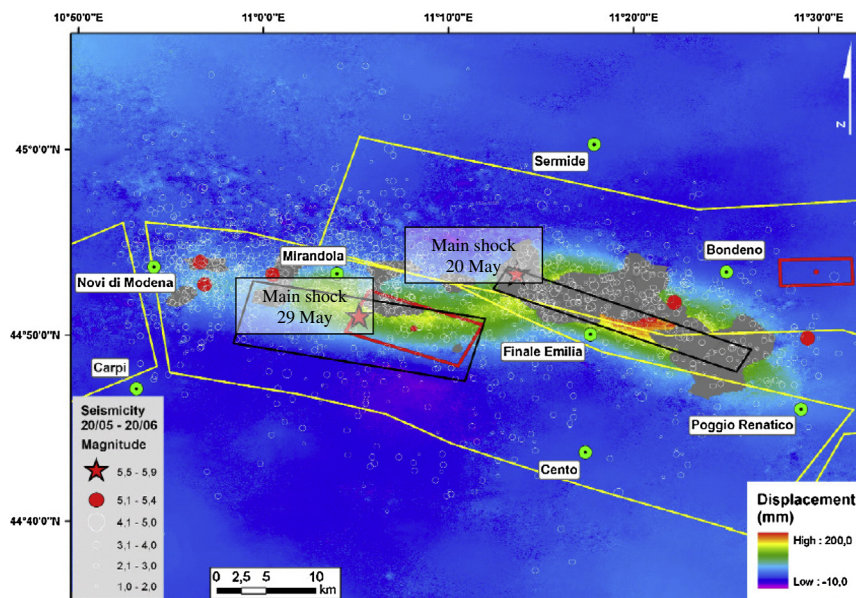 10°50'0"E
11°0'0"E
11°10'0"E
11°20'0"E
11°30'0"E
45°0'0"N
44°50'0"N
44°40'0"N
N
Sermide
Main shock
20 May
Bondeno
Mirandola
Novi di Modena
Main shock
29 May
Finale Emilia
Carpi
Poggio Renatico
Cento
Seismicity
20/05 - 20/06
Magnitude
5,5 - 5,9
5,1 - 5,4
4,1 - 5,0
3,1 - 4,0
2,1 - 3,0
1,0 - 2,0
0 2,5 5 10
km
Displacement
(mm)
High : 200,0
Low : -10,0